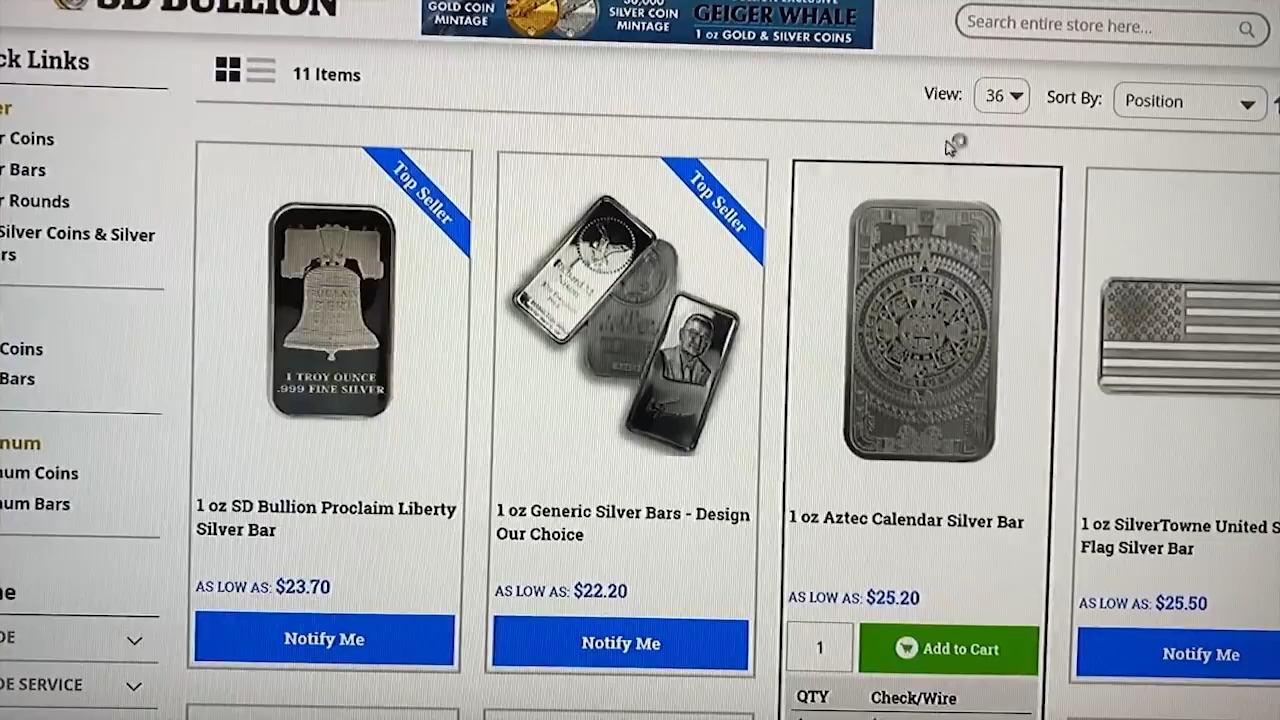 SD BULLION
GOLD COIN
MINTAGE
SILVER COIN
MINTAGE
GEIGER WHALE
1 oz GOLD & SILVER COINS
Search entire store here...
ck Links
11 Items
View:
36
Sort By:
Position
er
r Coins
r Bars
r Rounds
Silver Coins & Silver
rs
Coins
Bars
num
um Coins
um Bars
ne
DE
DE SERVICE
Top Seller
PROCLAIM
1 TROY OUNCE
.999 FINE SILVER
1 oz SD Bullion Proclaim Liberty
Silver Bar
AS LOW AS: $23.70
Notify Me
Top Seller
1 oz Generic Silver Bars - Design
Our Choice
AS LOW AS: $22.20
Notify Me
1 oz Aztec Calendar Silver Bar
AS LOW AS: $25.20
1
Add to Cart
QTY
Check/Wire
1 oz SilverTowne United S
Flag Silver Bar
AS LOW AS: $25.50
Notify Me